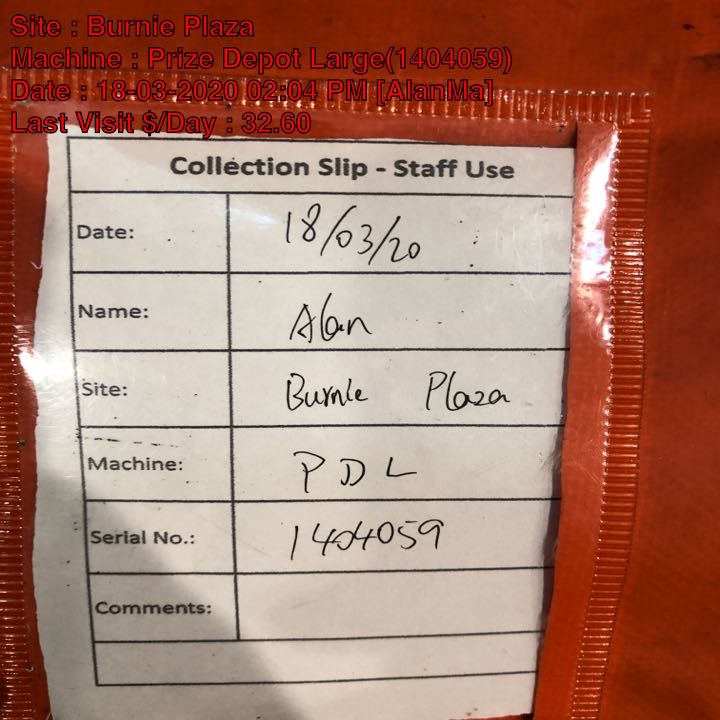 Site : Burnie Plaza
Machine : Prize Depot Large(1404059)
Date : 18-03-2020 02:04 PM [AlanMa]
Last Visit $/Day : 32.60
Collection Slip - Staff Use
Date: 18/03/20
Name: Alan
Site: Burnie Plaza
Machine: PDL
Serial No.: 1404059
Comments: